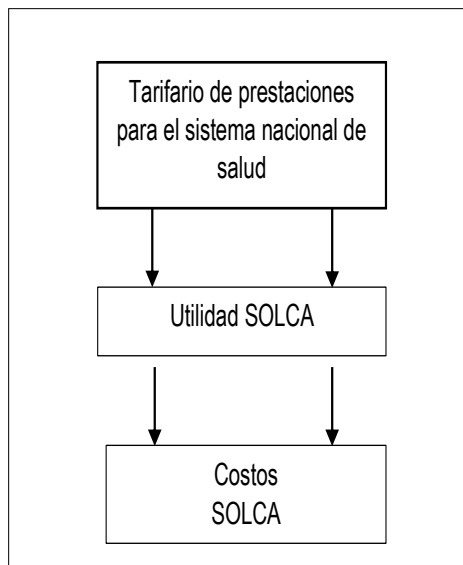 Tarifario de prestaciones
para el sistema nacional de
salud
Utilidad SOLCA
Costos
SOLCA